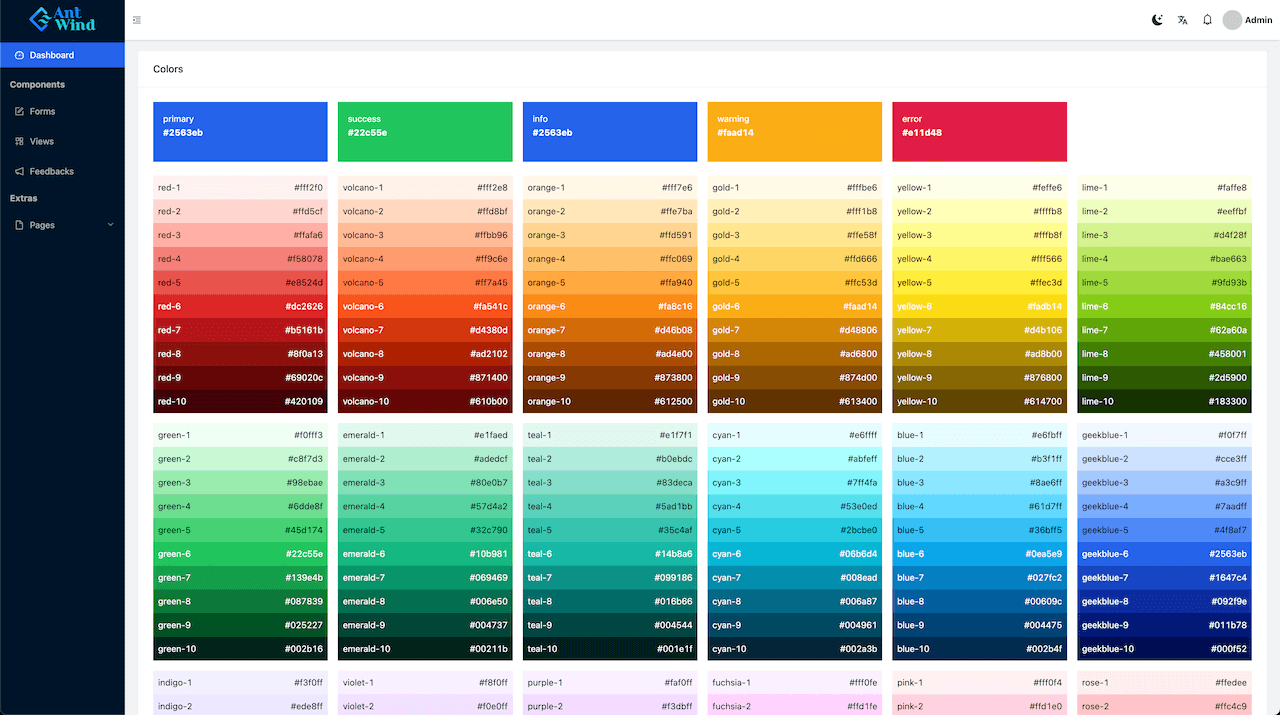 Ant
Wind
Admin
Dashboard
Components
Forms
Views
Feedbacks
Extras
Pages
Colors
primary
#2563eb
success
#22c55e
info
#2563eb
warning
#faad14
error
#e11d48
red-1 #fff2f0
red-2 #ffd5cf
red-3 #ffafa6
red-4 #f58078
red-5 #e8524d
red-6 #dc2626
red-7 #b5161b
red-8 #8f0a13
red-9 #69020c
red-10 #420109
volcano-1 #fff2e8
volcano-2 #ffd8bf
volcano-3 #ffbb96
volcano-4 #ff9c6e
volcano-5 #ff7a45
volcano-6 #fa541c
volcano-7 #d4380d
volcano-8 #ad2102
volcano-9 #871400
volcano-10 #610b00
orange-1 #fff7e6
orange-2 #ffe7ba
orange-3 #ffd591
orange-4 #ffc069
orange-5 #ffa940
orange-6 #fa8c16
orange-7 #d46b08
orange-8 #ad4e00
orange-9 #873800
orange-10 #612500
gold-1 #fffbe6
gold-2 #fff1b8
gold-3 #ffe58f
gold-4 #ffd666
gold-5 #ffc53d
gold-6 #faad14
gold-7 #d48806
gold-8 #ad6800
gold-9 #874d00
gold-10 #613400
yellow-1 #feffe6
yellow-2 #ffffb8
yellow-3 #fffb8f
yellow-4 #fff566
yellow-5 #ffec3d
yellow-6 #fadb14
yellow-7 #d4b106
yellow-8 #ad8b00
yellow-9 #876800
yellow-10 #614700
lime-1 #faffe8
lime-2 #eeffbf
lime-3 #d4f28f
lime-4 #bae663
lime-5 #9fd93b
lime-6 #84cc16
lime-7 #62a60a
lime-8 #458001
lime-9 #2d5900
lime-10 #183300
green-1 #f0fff3
green-2 #c8f7d3
green-3 #98ebae
green-4 #6dde8f
green-5 #45d174
green-6 #22c55e
green-7 #139e4b
green-8 #087839
green-9 #025227
green-10 #002b16
emerald-1 #e1faed
emerald-2 #adedcf
emerald-3 #80e0b7
emerald-4 #57d4a2
emerald-5 #32c790
emerald-6 #10b981
emerald-7 #069469
emerald-8 #006e50
emerald-9 #004737
emerald-10 #00211b
teal-1 #e1f7f1
teal-2 #b0ebdc
teal-3 #83deca
teal-4 #5ad1bb
teal-5 #35c4af
teal-6 #14b8a6
teal-7 #099186
teal-8 #016b66
teal-9 #004544
teal-10 #001e1f
cyan-1 #e6ffff
cyan-2 #abfeff
cyan-3 #7ff4fa
cyan-4 #53e0ed
cyan-5 #2bcbe0
cyan-6 #06b6d4
cyan-7 #008ead
cyan-8 #006a87
cyan-9 #004961
cyan-10 #002a3b
blue-1 #e6fbff
blue-2 #b3f1ff
blue-3 #8ae6ff
blue-4 #61d7ff
blue-5 #36bff5
blue-6 #0ea5e9
blue-7 #027fc2
blue-8 #00609c
blue-9 #004475
blue-10 #002b4f
geekblue-1 #f0f7ff
geekblue-2 #cce3ff
geekblue-3 #a3c9ff
geekblue-4 #7aadff
geekblue-5 #4f8af7
geekblue-6 #2563eb
geekblue-7 #1647c4
geekblue-8 #092f9e
geekblue-9 #011b78
geekblue-10 #000f52
indigo-1 #f3f0ff
indigo-2 #ede8ff
violet-1 #f8f0ff
violet-2 #f0e0ff
purple-1 #faf0ff
purple-2 #f3dbff
fuchsia-1 #fff0fe
fuchsia-2 #ffd1fe
pink-1 #fff0f4
pink-2 #ffd1e0
rose-1 #ffedee
rose-2 #ffc4c9